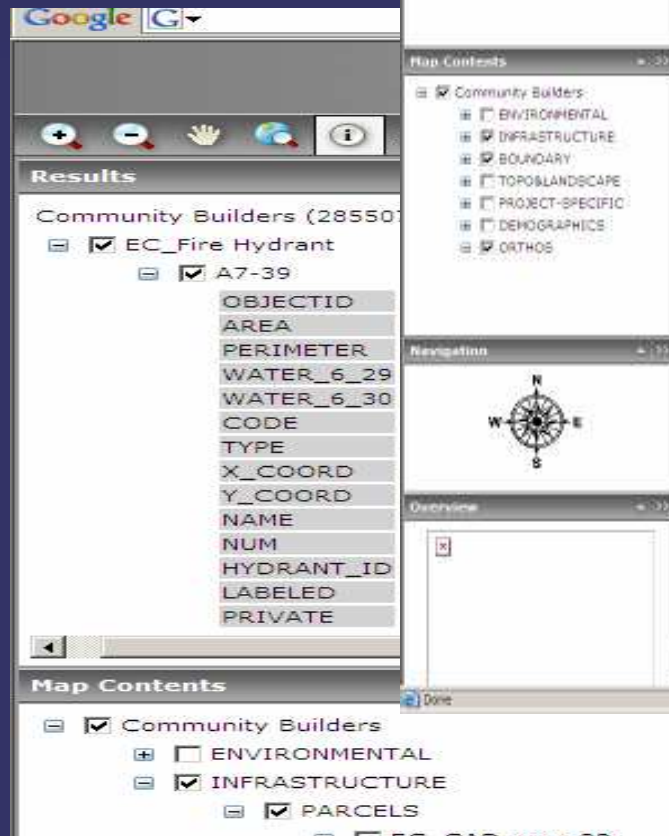 Google G
Results
Community Builders (28550
EC_Fire Hydrant
A7-39
OBJECTID
AREA
PERIMETER
WATER_6_29
WATER_6_30
CODE
TYPE
X_COORD
Y_COORD
NAME
NUM
HYDRANT_ID
LABELED
PRIVATE
Map Contents
Community Builders
ENVIRONMENTAL
INFRASTRUCTURE
PARCELS
Map Contents
Community Builders
ENVIRONMENTAL
INFRASTRUCTURE
BOUNDARY
TOPO&LANDSCAPE
PROJECT-SPECIFIC
DEMOGRAPHICS
ORTHOS
Navigation
N
W E
S
Overview
Done